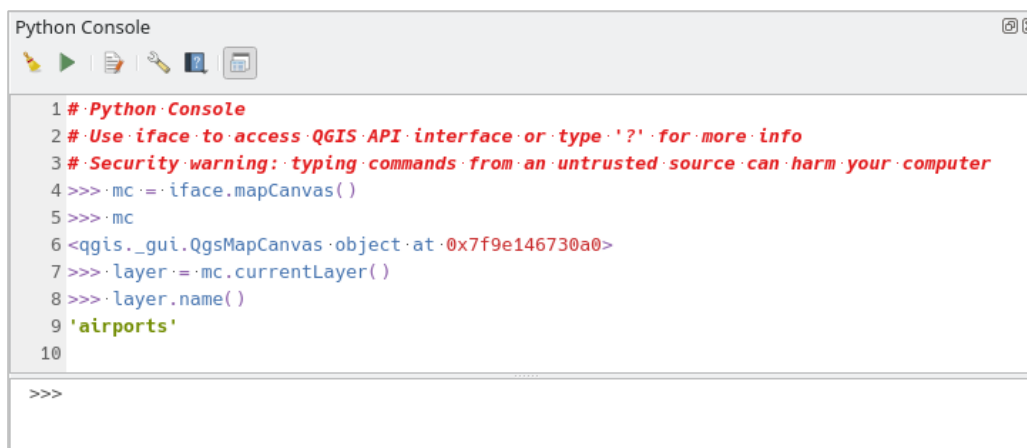 Python Console
1 # Python Console
2 # Use iface to access QGIS API interface or type '?' for more info
3 # Security warning: typing commands from an untrusted source can harm your computer
4 >>> mc = iface.mapCanvas()
5 >>> mc
6 <qgis._gui.QgsMapCanvas object at 0x7f9e146730a0>
7 >>> layer = mc.currentLayer()
8 >>> layer.name()
9 'airports'
10
>>>